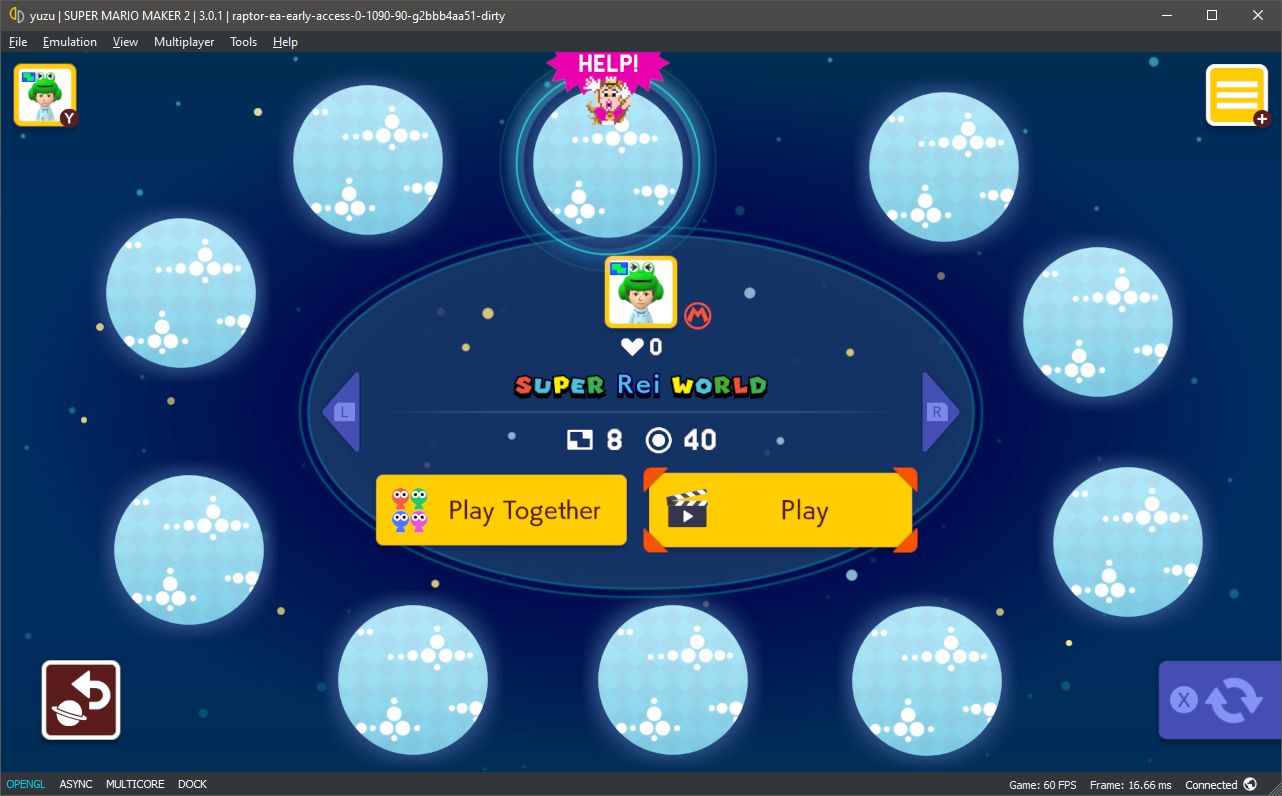 yuzu | SUPER MARIO MAKER 2 | 3.0.1 | raptor-ea-early-access-0-1090-90-g2bbb4aa51-dirty
File Emulation View Multiplayer Tools Help
HELP!
Y
+
M
0
SUPER Rei WORLD
L
R
8 40
Play Together
Play
X
OPENGL ASYNC MULTICORE DOCK
Game: 60 FPS Frame: 16.66 ms Connected